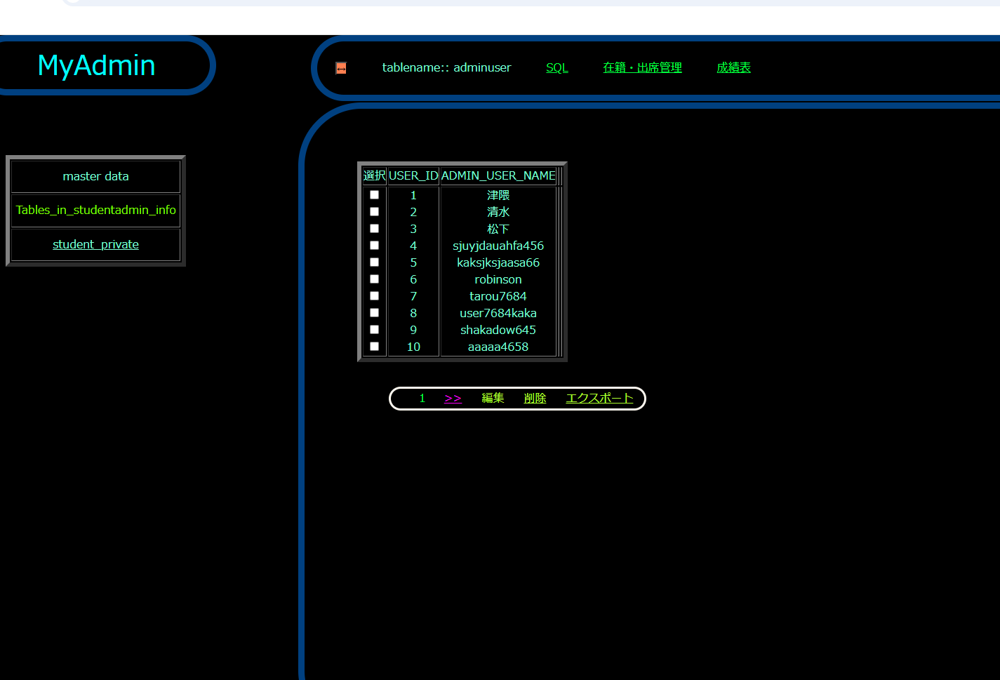 MyAdmin
tablename:: adminuser SQL 在籍・出席管理 成績表
master data
Tables_in_studentadmin_info
student_private
選択 USER_ID ADMIN_USER_NAME
1 津隈
2 清水
3 松下
4 sjuyjdauahfa456
5 kaksjksjaasa66
6 robinson
7 tarou7684
8 user7684kaka
9 shakadow645
10 aaaaa4658
1 >> 編集 削除 エクスポート